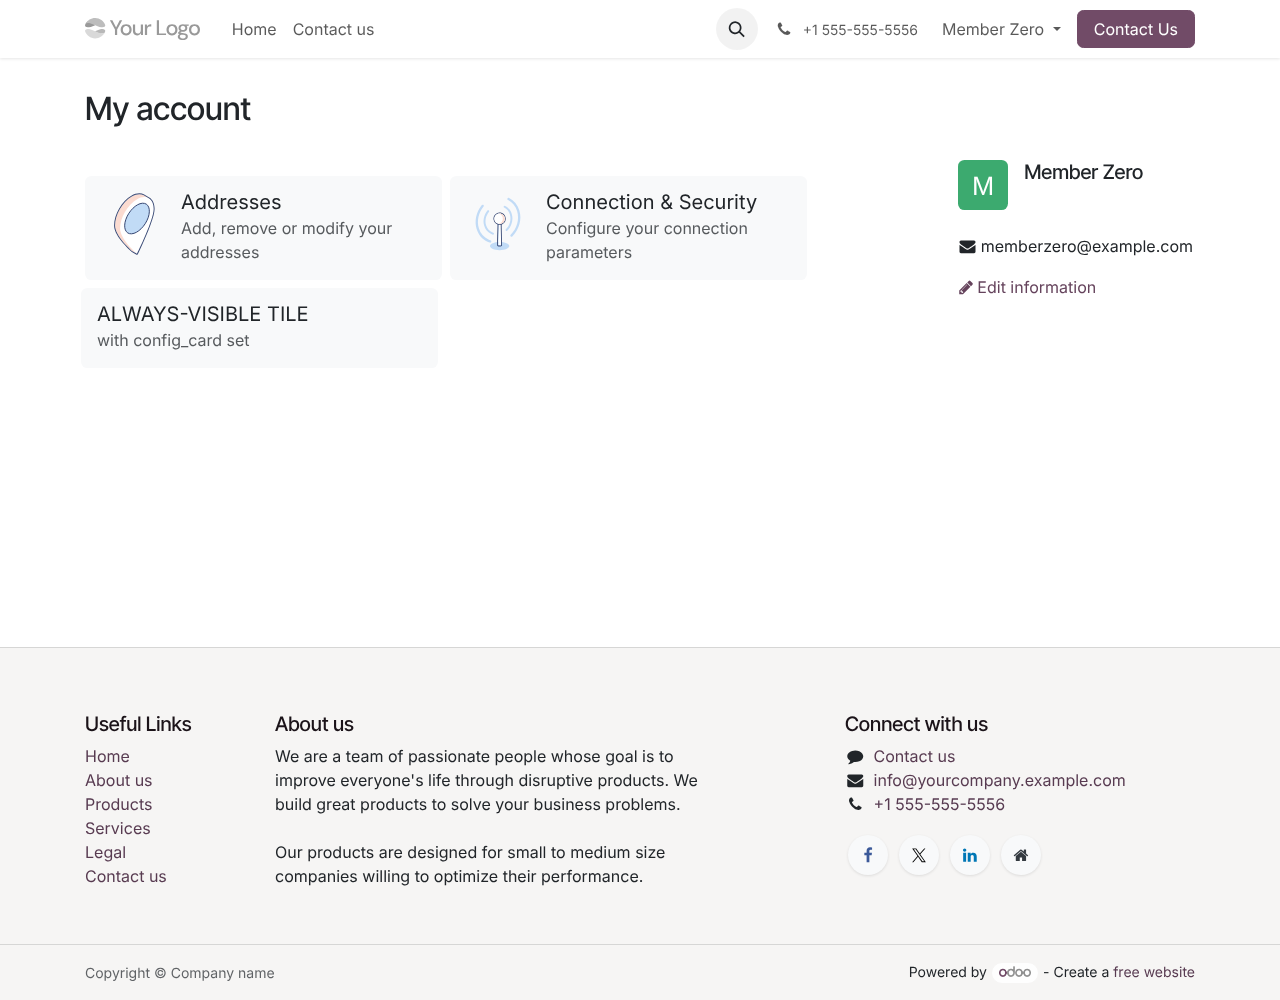 Your Logo
Home
Contact us
+1 555-555-5556
Member Zero
Contact Us
My account
Addresses
Add, remove or modify your
addresses
Connection & Security
Configure your connection
parameters
ALWAYS-VISIBLE TILE
with config_card set
M
Member Zero
memberzero@example.com
Edit information
Useful Links
Home
About us
Products
Services
Legal
Contact us
About us
We are a team of passionate people whose goal is to
improve everyone's life through disruptive products. We
build great products to solve your business problems.
Our products are designed for small to medium size
companies willing to optimize their performance.
Connect with us
Contact us
info@yourcompany.example.com
+1 555-555-5556
Copyright © Company name
Powered by odoo - Create a free website